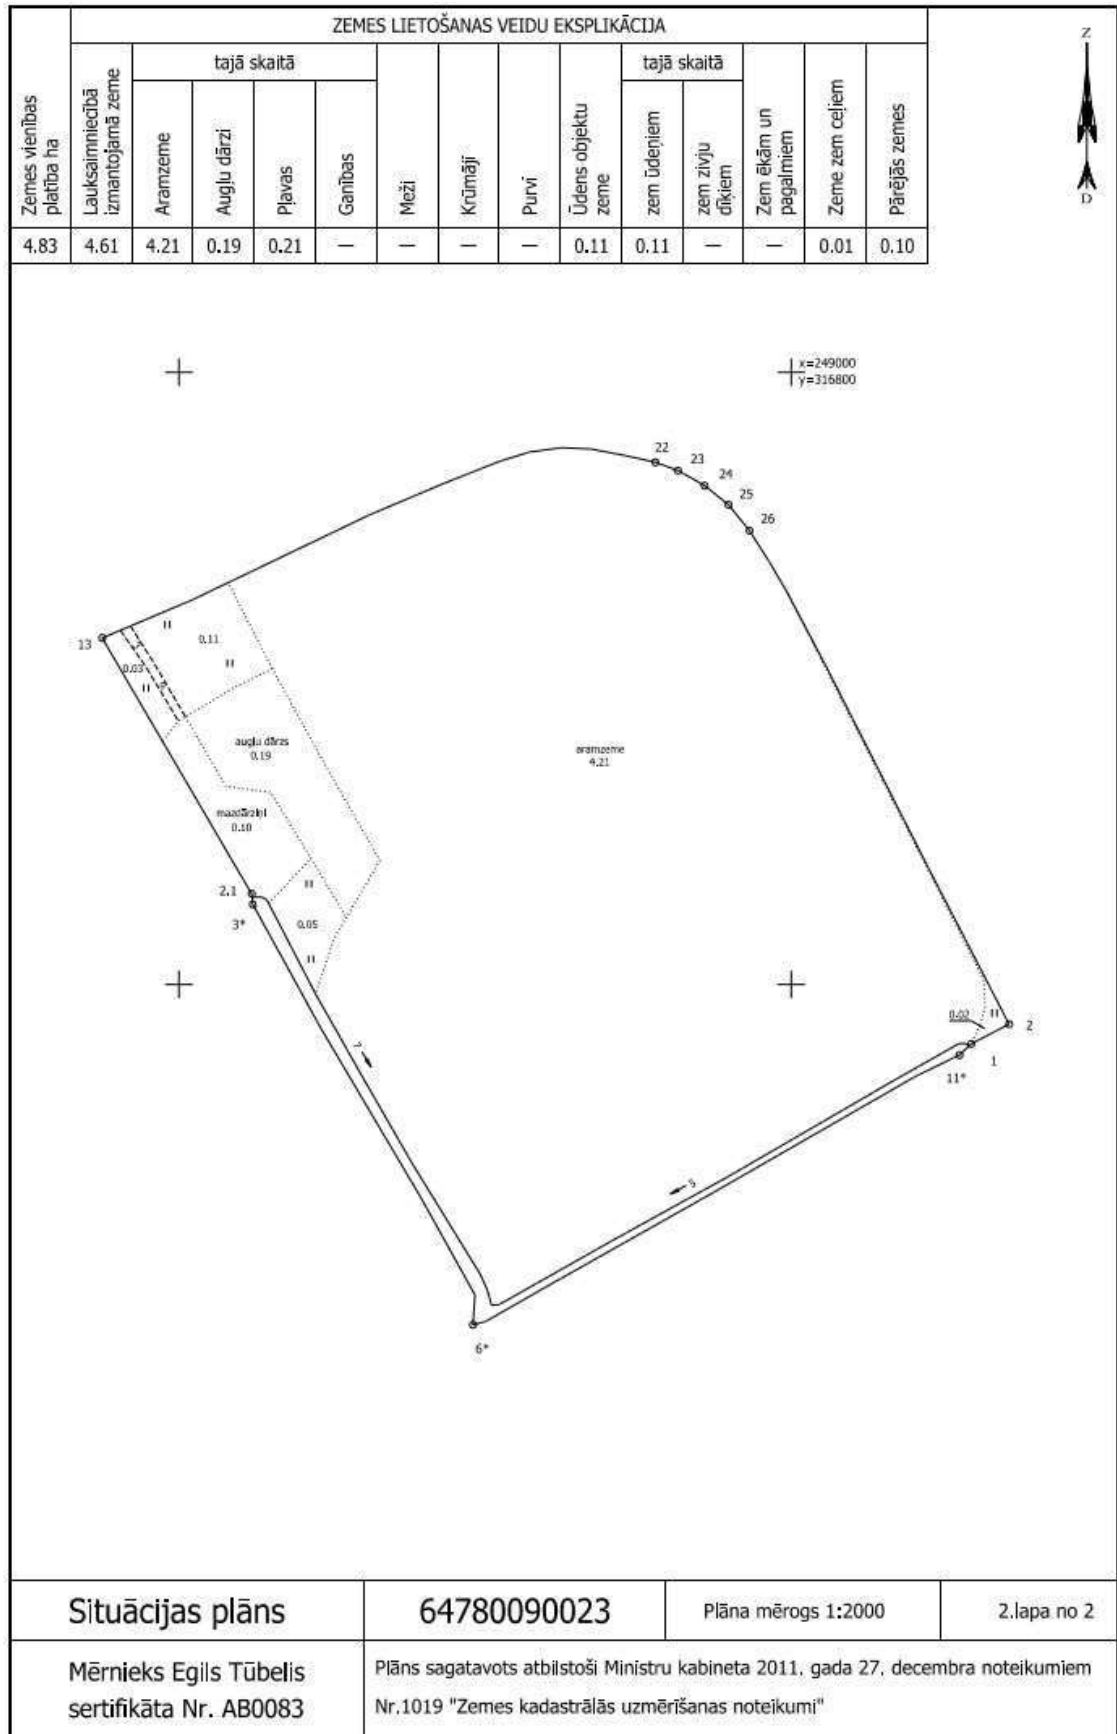 ZEMES LIETOŠANAS VEIDU EKSPLIKĀCIJA
Zemes vienības platība ha
Lauksaimniecībā izmantojamā zeme
tajā skaitā
Aramzeme
Augļu dārzi
Pļavas
Ganības
Meži
Krūmāji
Purvi
Ūdens objektu zeme
tajā skaitā
zem ūdeņiem
zem zivju dīķiem
Zem ēkām un pagalmiem
Zeme zem ceļiem
Pārējās zemes
4.83 4.61 4.21 0.19 0.21 — — — — 0.11 0.11 — — 0.01 0.10
Z
D
x=249000
y=316800
22
23
24
25
26
13
0.11
0.03
augļu dārzs
0.19
aramzeme
4.21
mazdārziņi
0.10
2.1
3*
0.05
0.02
2
1
11*
7
5
6*
Situācijas plāns
64780090023
Plāna mērogs 1:2000
2.lapa no 2
Mērnieks Egils Tūbelis
sertifikāta Nr. AB0083
Plāns sagatavots atbilstoši Ministru kabineta 2011. gada 27. decembra noteikumiem
Nr.1019 "Zemes kadastrālās uzmērīšanas noteikumi"